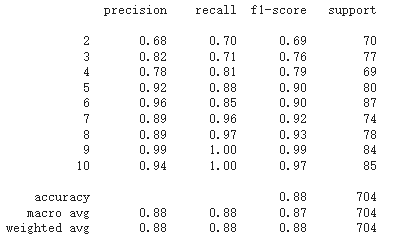 precision recall f1-score support
2 0.68 0.70 0.69 70
3 0.82 0.71 0.76 77
4 0.78 0.81 0.79 69
5 0.92 0.88 0.90 80
6 0.96 0.85 0.90 87
7 0.89 0.96 0.92 74
8 0.89 0.97 0.93 78
9 0.99 1.00 0.99 84
10 0.94 1.00 0.97 85
accuracy 0.88 704
macro avg 0.88 0.88 0.87 704
weighted avg 0.88 0.88 0.88 704